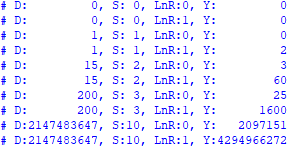 # D:         0, S: 0, LnR:0, Y:         0
# D:         0, S: 0, LnR:1, Y:         0
# D:         1, S: 1, LnR:0, Y:         0
# D:         1, S: 1, LnR:1, Y:         2
# D:        15, S: 2, LnR:0, Y:         3
# D:        15, S: 2, LnR:1, Y:        60
# D:       200, S: 3, LnR:0, Y:        25
# D:       200, S: 3, LnR:1, Y:      1600
# D:2147483647, S:10, LnR:0, Y:   2097151
# D:2147483647, S:10, LnR:1, Y:4294966272